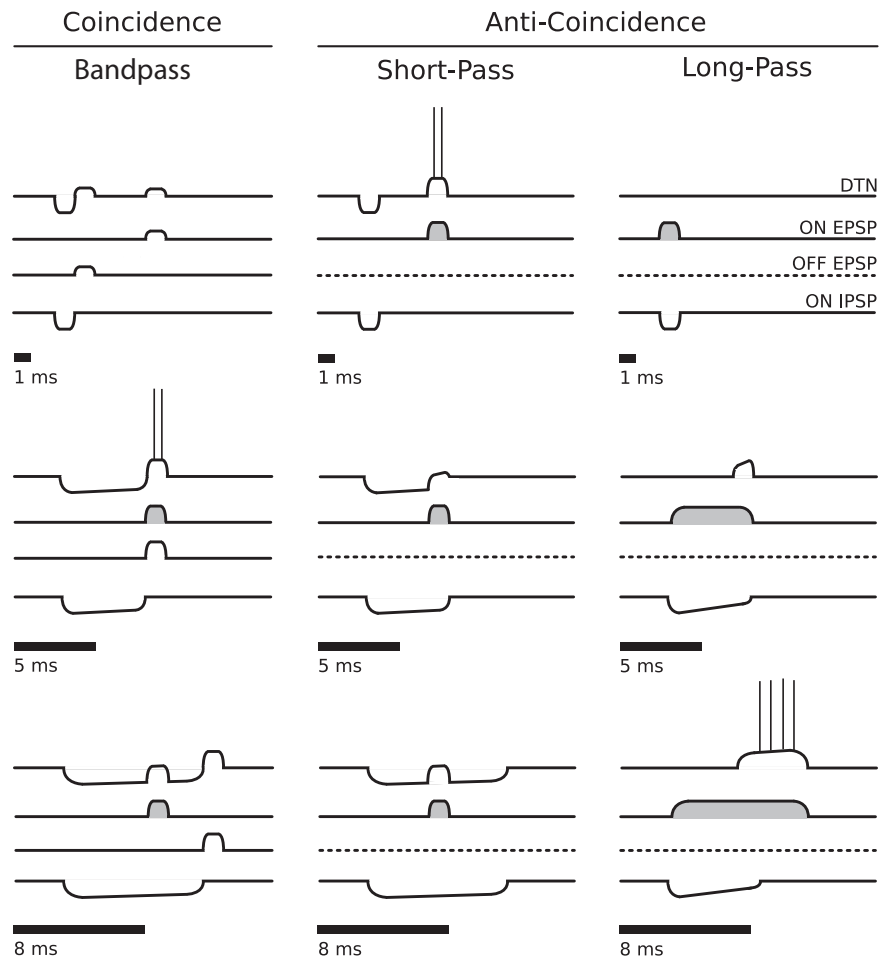 Coincidence
Anti-Coincidence
Bandpass
Short-Pass
Long-Pass
DTN
ON EPSP
OFF EPSP
ON IPSP
1 ms
1 ms
1 ms
5 ms
5 ms
5 ms
8 ms
8 ms
8 ms